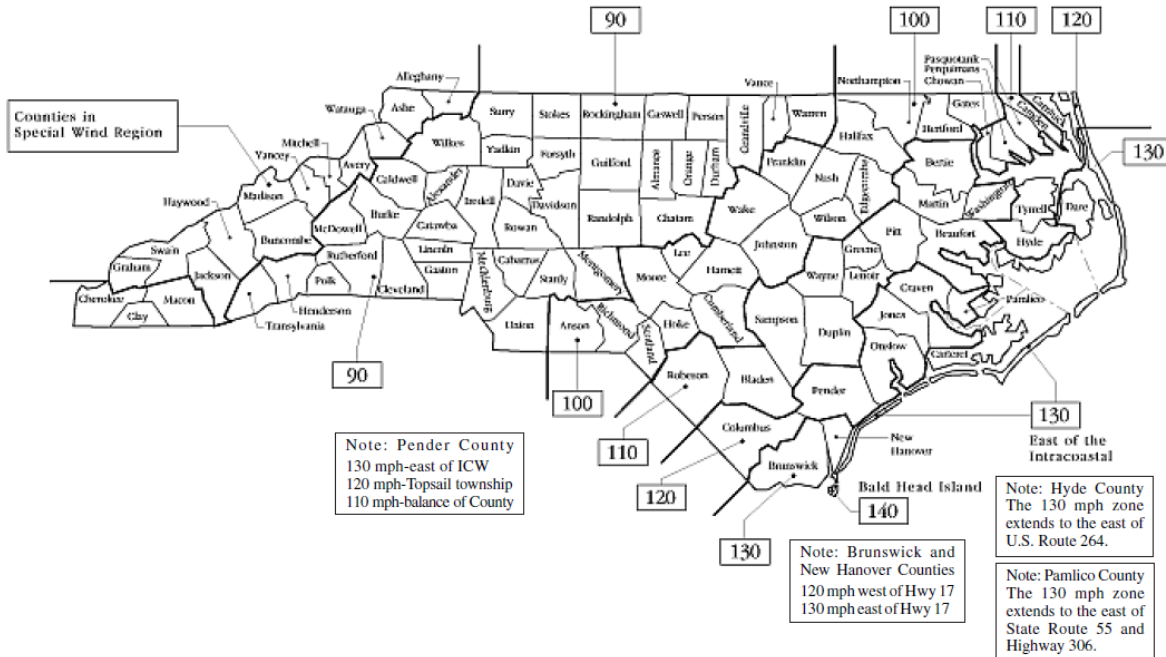 90
100
110
120
Alleghany
Pasquotank
Perquimans
Chowan
Vance
Northampton
Watauga
Ashe
Surry
Stokes
Rockingham
Caswell
Person
Granville
Warren
Gates
Camden
Currituck
Counties in
Special Wind Region
Mitchell
Yancey
Avery
Wilkes
Yadkin
Forsyth
Guilford
Alamance
Orange
Durham
Franklin
Halifax
Hertford
Bertie
130
Haywood
Madison
Caldwell
Alexander
Iredell
Davie
Davidson
Randolph
Chatam
Wake
Nash
Edgecombe
Martin
Washington
Tyrrell
Dare
Swain
Buncombe
McDowell
Burke
Catawba
Rowan
Wilson
Pitt
Beaufort
Hyde
Graham
Jackson
Rutherford
Lincoln
Cabarrus
Montgomery
Moore
Lee
Harnett
Johnston
Greene
Wayne
Lenoir
Craven
Cherokee
Macon
Clay
Polk
Cleveland
Gaston
Mecklenburg
Stanly
Henderson
Transylvania
Union
Anson
Richmond
Scotland
Hoke
Cumberland
Sampson
Duplin
Jones
Pamlico
Onslow
Carteret
90
100
Robeson
Bladen
Pender
110
Columbus
130
East of the
Intracoastal
New
Hanover
Brunswick
120
Bald Head Island
140
130
Note: Pender County
130 mph-east of ICW
120 mph-Topsail township
110 mph-balance of County
Note: Brunswick and
New Hanover Counties
120 mph west of Hwy 17
130 mph east of Hwy 17
Note: Hyde County
The 130 mph zone
extends to the east of
U.S. Route 264.
Note: Pamlico County
The 130 mph zone
extends to the east of
State Route 55 and
Highway 306.